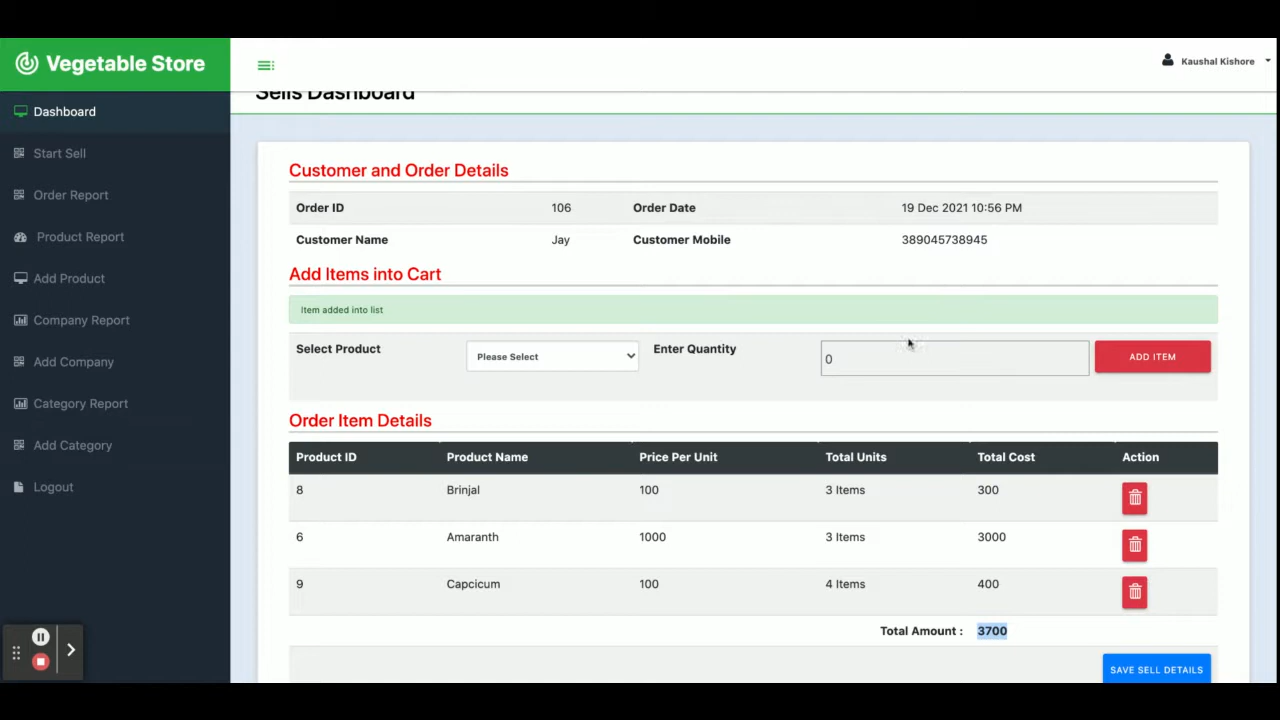 Vegetable Store
Kaushal Kishore
Sells Dashboard
Dashboard
Start Sell
Order Report
Product Report
Add Product
Company Report
Add Company
Category Report
Add Category
Logout
Customer and Order Details
Order ID 106 Order Date 19 Dec 2021 10:56 PM
Customer Name Jay Customer Mobile 389045738945
Add Items into Cart
Item added into list
Select Product Please Select Enter Quantity 0 ADD ITEM
Order Item Details
Product ID Product Name Price Per Unit Total Units Total Cost Action
8 Brinjal 100 3 Items 300
6 Amaranth 1000 3 Items 3000
9 Capcicum 100 4 Items 400
Total Amount : 3700
SAVE SELL DETAILS